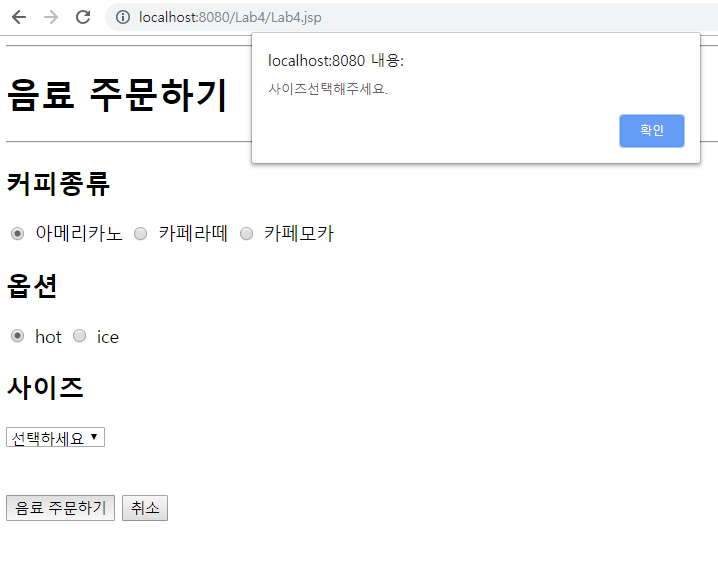 localhost:8080/Lab4/Lab4.jsp
localhost:8080 내용:
사이즈선택해주세요.
확인
음료 주문하기
커피종류
아메리카노 카페라떼 카페모카
옵션
hot ice
사이즈
선택하세요
음료 주문하기 취소